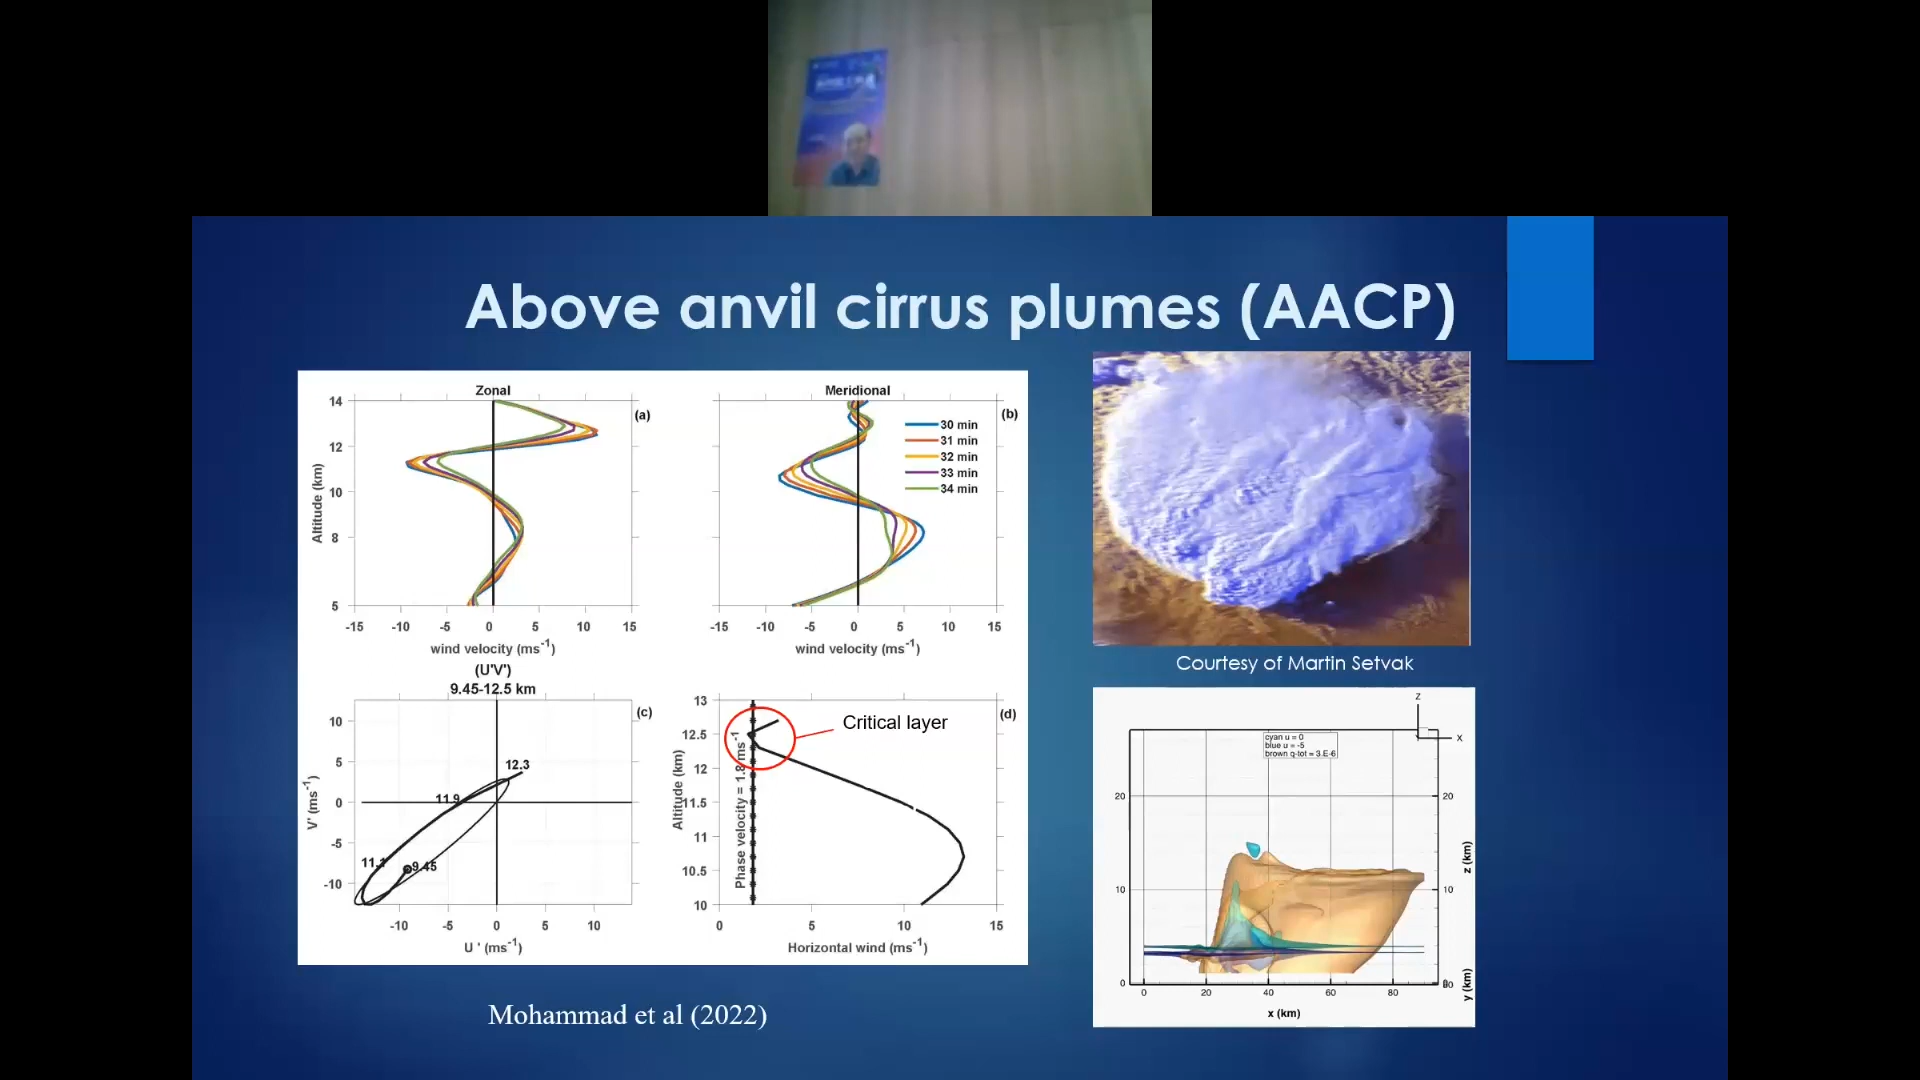 Above anvil cirrus plumes (AACP)
Zonal
(a)
14
12
10
8
5
Altitude (km)
-15 -10 -5 0 5 10 15
wind velocity (ms-1)
Meridional
(b)
30 min
31 min
32 min
33 min
34 min
-15 -10 -5 0 5 10 15
wind velocity (ms-1)
(U'V')
9.45-12.5 km
(c)
10
5
0
-5
-10
V' (ms-1)
12.3
11.9
9.45
-10 -5 0 5 10
U ' (ms-1)
(d)
13
12.5
12
11.5
11
10.5
10
Altitude (km)
Phase velocity = 1.8 ms-1
Critical layer
0 5 10 15
Horizontal wind (ms-1)
Mohammad et al (2022)
Courtesy of Martin Setvak
z
x
cyan u = 0
blue u = -5
brown q-tot = 3.E-6
20
10
0
20
10
z (km)
y (km)
0 20 40 60 80
x (km)